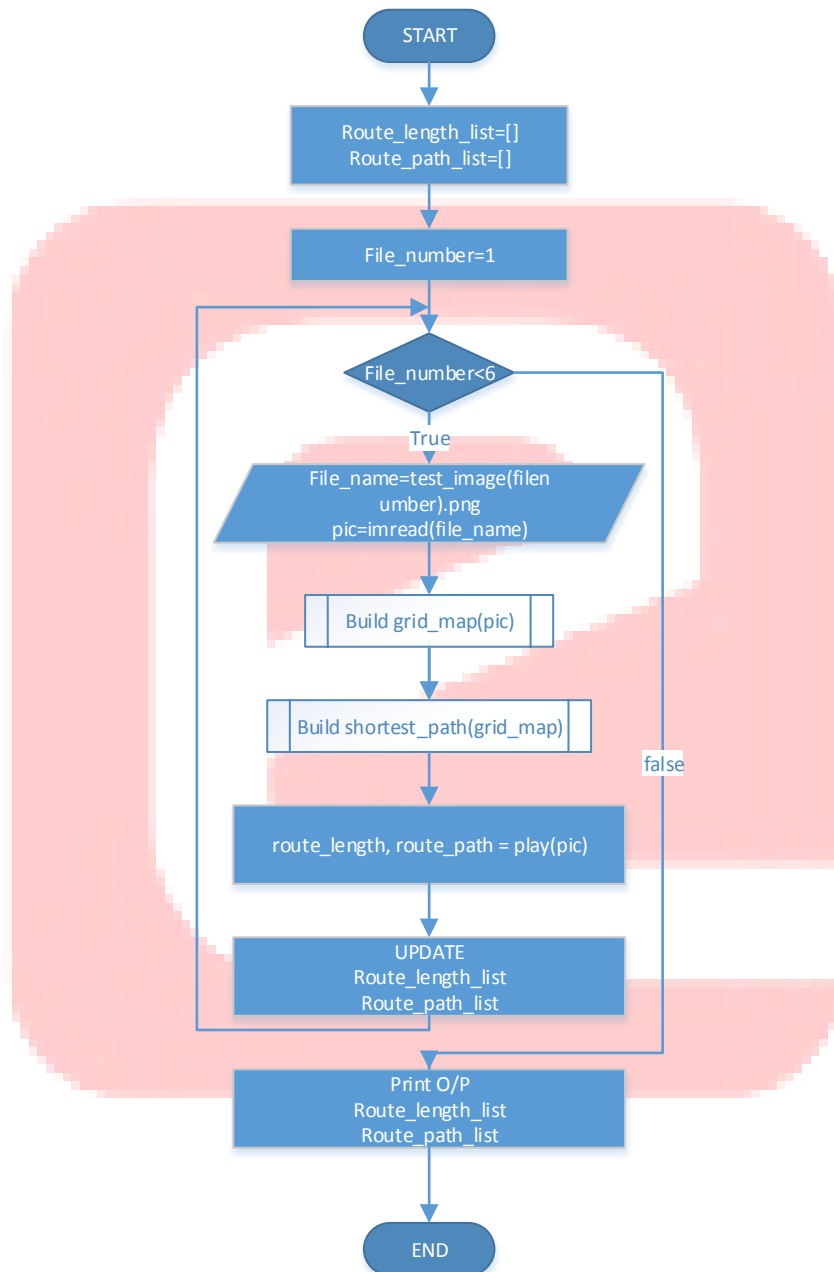 START
Route_length_list=[]
Route_path_list=[]
File_number=1
File_number<6
True
File_name=test_image(filen
umber).png
pic=imread(file_name)
Build grid_map(pic)
Build shortest_path(grid_map)
false
route_length, route_path = play(pic)
UPDATE
Route_length_list
Route_path_list
Print O/P
Route_length_list
Route_path_list
END